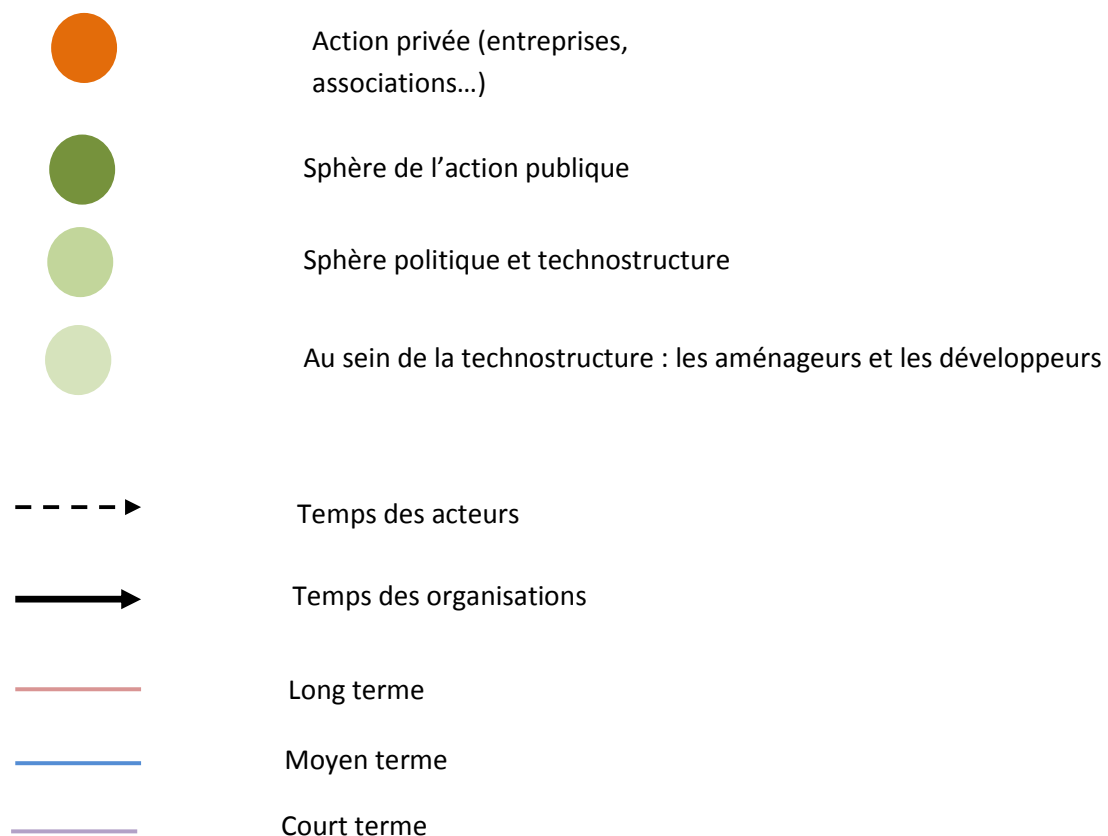 Action privée (entreprises,
associations…)
Sphère de l’action publique
Sphère politique et technostructure
Au sein de la technostructure : les aménageurs et les développeurs
Temps des acteurs
Temps des organisations
Long terme
Moyen terme
Court terme